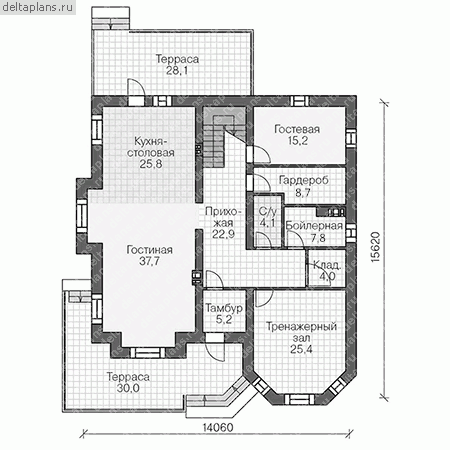 deltaplans.ru
Терраса
28,1
Кухня-
столовая
25,8
Гостевая
15,2
Гардероб
8,7
С/у
4,1
Прихо-
жая
22,9
Бойлерная
7,8
Гостиная
37,7
Клад.
4,0
Тамбур
5,2
Тренажерный
зал
25,4
Терраса
30,0
15620
14060